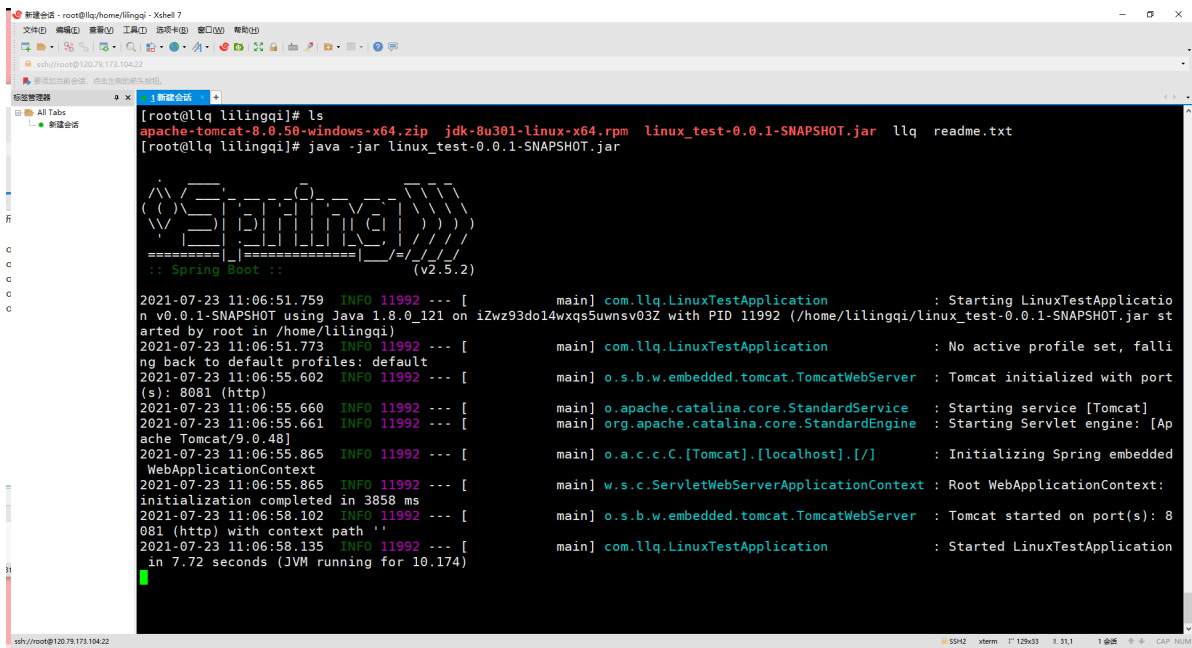 新建会话 - root@llq:/home/lilingqi - Xshell 7
文件(F) 编辑(E) 查看(V) 工具(T) 选项卡(B) 窗口(W) 帮助(H)
ssh://root@120.79.173.104:22
要添加当前会话，点击左侧的箭头按钮。
标签管理器
1 新建会话
All Tabs
新建会话
[root@llq lilingqi]# ls
apache-tomcat-8.0.50-windows-x64.zip jdk-8u301-linux-x64.rpm linux_test-0.0.1-SNAPSHOT.jar llq readme.txt
[root@llq lilingqi]# java -jar linux_test-0.0.1-SNAPSHOT.jar
:: Spring Boot :: (v2.5.2)
2021-07-23 11:06:51.759 INFO 11992 --- [ main] com.llq.LinuxTestApplication : Starting LinuxTestApplicatio
n v0.0.1-SNAPSHOT using Java 1.8.0_121 on iZwz93do14wxqs5uwnsv03Z with PID 11992 (/home/lilingqi/linux_test-0.0.1-SNAPSHOT.jar st
arted by root in /home/lilingqi)
2021-07-23 11:06:51.773 INFO 11992 --- [ main] com.llq.LinuxTestApplication : No active profile set, falli
ng back to default profiles: default
2021-07-23 11:06:55.602 INFO 11992 --- [ main] o.s.b.w.embedded.tomcat.TomcatWebServer : Tomcat initialized with port
(s): 8081 (http)
2021-07-23 11:06:55.660 INFO 11992 --- [ main] o.apache.catalina.core.StandardService : Starting service [Tomcat]
2021-07-23 11:06:55.661 INFO 11992 --- [ main] org.apache.catalina.core.StandardEngine : Starting Servlet engine: [Ap
ache Tomcat/9.0.48]
2021-07-23 11:06:55.865 INFO 11992 --- [ main] o.a.c.c.C.[Tomcat].[localhost].[/] : Initializing Spring embedded
WebApplicationContext
2021-07-23 11:06:55.865 INFO 11992 --- [ main] w.s.c.ServletWebServerApplicationContext : Root WebApplicationContext:
initialization completed in 3858 ms
2021-07-23 11:06:58.102 INFO 11992 --- [ main] o.s.b.w.embedded.tomcat.TomcatWebServer : Tomcat started on port(s): 8
081 (http) with context path ''
2021-07-23 11:06:58.135 INFO 11992 --- [ main] com.llq.LinuxTestApplication : Started LinuxTestApplication
in 7.72 seconds (JVM running for 10.174)
ssh://root@120.79.173.104:22 SSH2 xterm 129x33 31,1 1 会话 CAP NUM